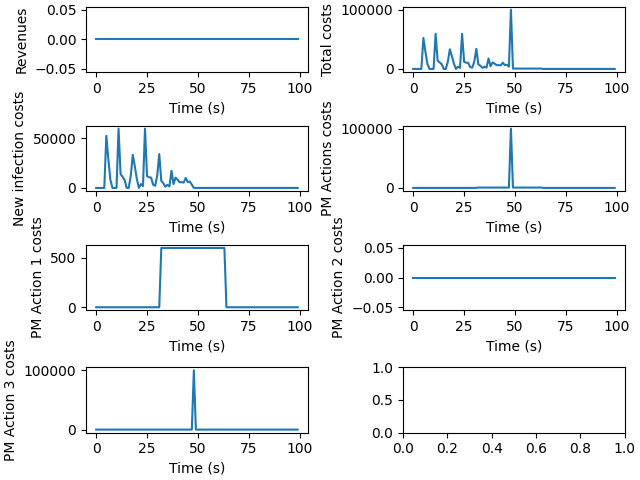 Revenues
0.05
0.00
−0.05
0 25 50 75 100
Time (s)
Total costs
100000
0
0 25 50 75 100
Time (s)
New infection costs
50000
0
0 25 50 75 100
Time (s)
PM Actions costs
100000
0
0 25 50 75 100
Time (s)
PM Action 1 costs
500
0
0 25 50 75 100
Time (s)
PM Action 2 costs
0.05
0.00
−0.05
0 25 50 75 100
Time (s)
PM Action 3 costs
100000
0
0 25 50 75 100
Time (s)
1.0
0.5
0.0
0.0 0.2 0.4 0.6 0.8 1.0